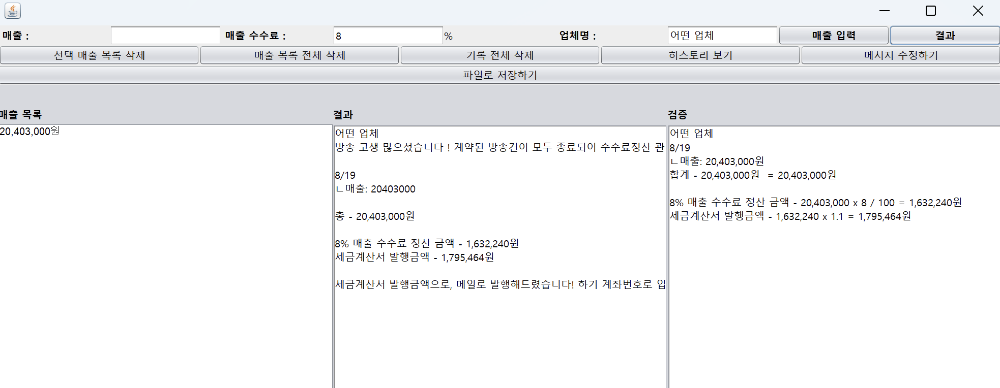 매출 :
매출 수수료 : 8 %
업체명 : 어떤 업체
매출 입력
결과
선택 매출 목록 삭제
매출 목록 전체 삭제
기록 전체 삭제
히스토리 보기
메시지 수정하기
파일로 저장하기
매출 목록
20,403,000원
결과
어떤 업체
방송 고생 많으셨습니다 ! 계약된 방송건이 모두 종료되어 수수료정산 관
8/19
ㄴ매출: 20403000
총 - 20,403,000원
8% 매출 수수료 정산 금액 - 1,632,240원
세금계산서 발행금액 - 1,795,464원
세금계산서 발행금액으로, 메일로 발행해드렸습니다! 하기 계좌번호로 입
검증
어떤 업체
8/19
ㄴ매출: 20,403,000원
합계 - 20,403,000원  = 20,403,000원
8% 매출 수수료 정산 금액 - 20,403,000 x 8 / 100 = 1,632,240원
세금계산서 발행금액 - 1,632,240 x 1.1 = 1,795,464원